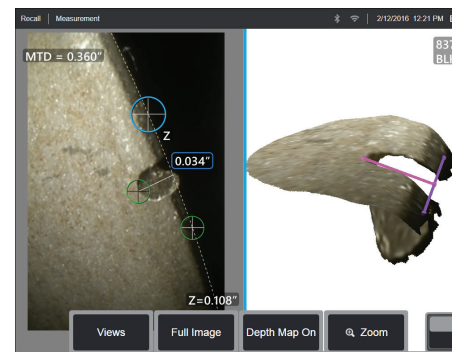 Recall | Measurement
2/12/2016 12:21 PM
MTD = 0.360"
837
BLI
Z
0.034"
Z=0.108"
Views
Full Image
Depth Map On
Zoom